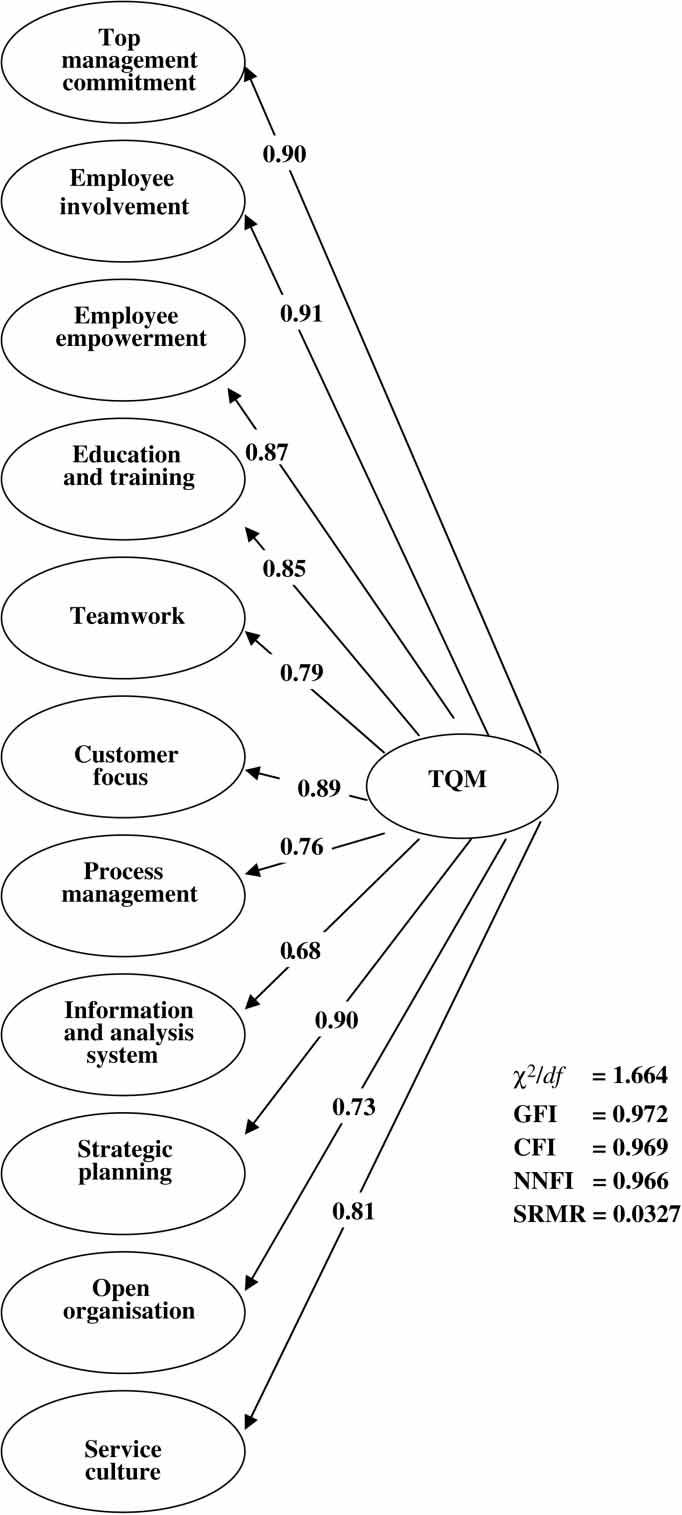 Top
management
commitment
0.90
Employee
involvement
0.91
Employee
empowerment
0.87
Education
and training
0.85
Teamwork
0.79
Customer
focus
0.89
TQM
Process
management
0.76
Information
and analysis
system
0.68
0.90
Strategic
planning
0.73
Open
organisation
0.81
Service
culture
χ²/df = 1.664
GFI = 0.972
CFI = 0.969
NNFI = 0.966
SRMR = 0.0327